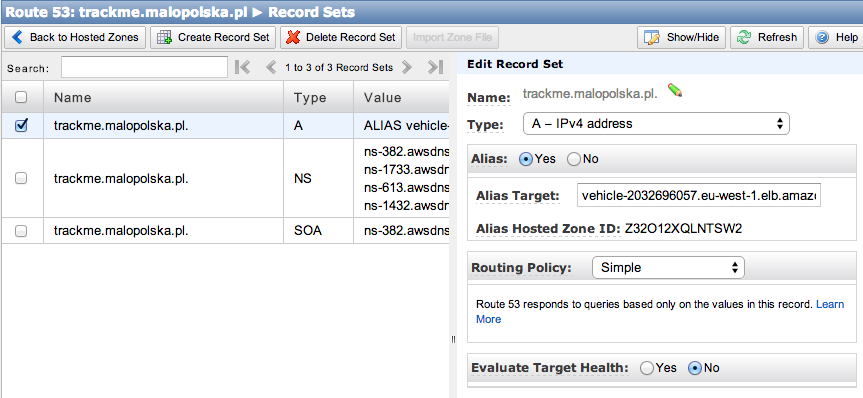 Route 53: trackme.malopolska.pl ► Record Sets
Back to Hosted Zones Create Record Set Delete Record Set Import Zone File Show/Hide Refresh Help
Search: 1 to 3 of 3 Record Sets
Name Type Value
trackme.malopolska.pl. A ALIAS vehicle-
trackme.malopolska.pl. NS ns-382.awsdns
ns-1733.awsdn
ns-613.awsdns
ns-1432.awsdn
trackme.malopolska.pl. SOA ns-382.awsdns
Edit Record Set
Name: trackme.malopolska.pl.
Type: A – IPv4 address
Alias: Yes No
Alias Target: vehicle-2032696057.eu-west-1.elb.amazo
Alias Hosted Zone ID: Z32O12XQLNTSW2
Routing Policy: Simple
Route 53 responds to queries based only on the values in this record. Learn
More
Evaluate Target Health: Yes No